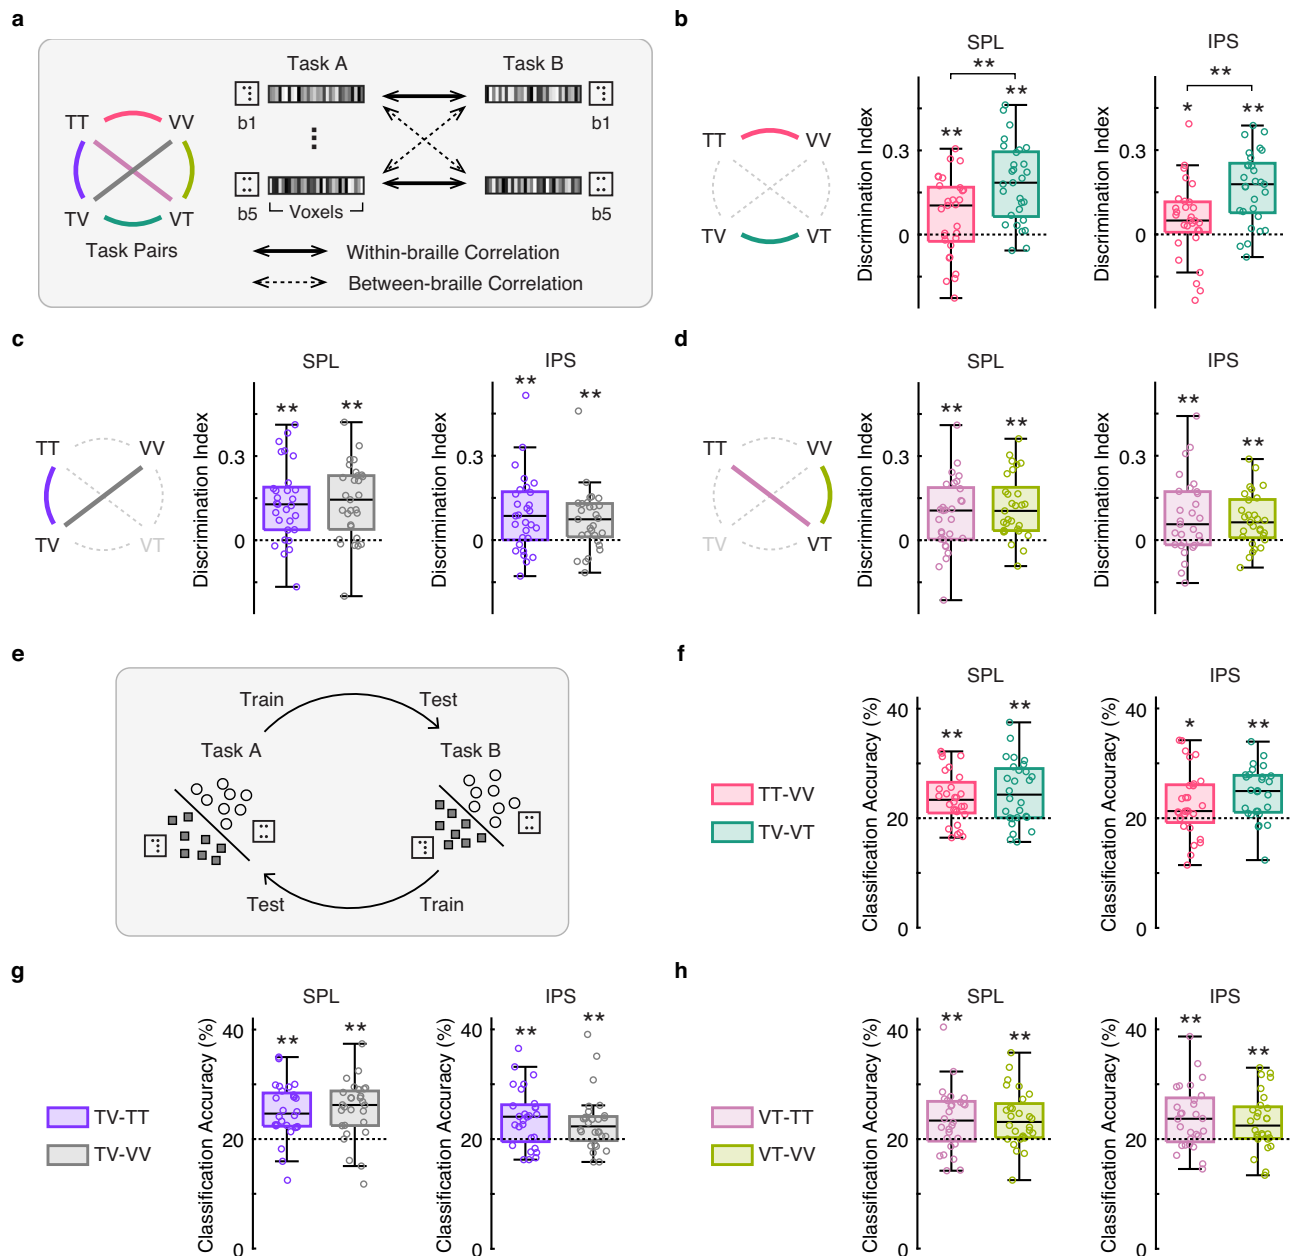 a
Task A
Task B
TT
VV
b1
b1
TV
VT
b5
Voxels
b5
Task Pairs
Within-braille Correlation
Between-braille Correlation
b
SPL
IPS
**
**
**
**
*
**
TT
VV
TV
VT
Discrimination Index
0.3
0
Discrimination Index
0.3
0
c
SPL
IPS
**
**
**
**
TT
VV
TV
VT
Discrimination Index
0.3
0
Discrimination Index
0.3
0
d
SPL
IPS
**
**
**
**
TT
VV
TV
VT
Discrimination Index
0.3
0
Discrimination Index
0.3
0
e
Train
Test
Task A
Task B
Test
Train
f
SPL
IPS
**
**
*
**
TT-VV
TV-VT
Classification Accuracy (%)
40
20
0
Classification Accuracy (%)
40
20
0
g
SPL
IPS
**
**
**
**
TV-TT
TV-VV
Classification Accuracy (%)
40
20
0
Classification Accuracy (%)
40
20
0
h
SPL
IPS
**
**
**
**
VT-TT
VT-VV
Classification Accuracy (%)
40
20
0
Classification Accuracy (%)
40
20
0